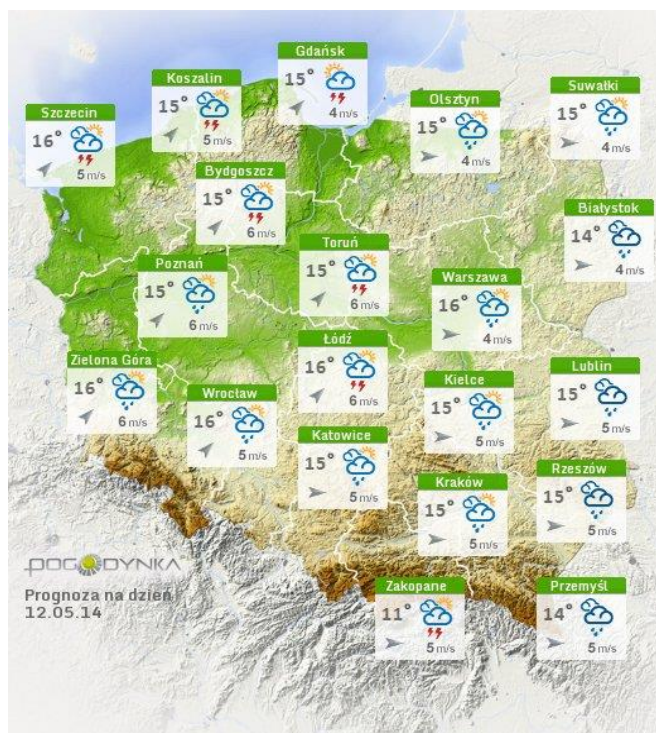 Gdańsk
15°
4 m/s
Koszalin
15°
5 m/s
Suwałki
15°
4 m/s
Olsztyn
15°
4 m/s
Szczecin
16°
5 m/s
Bydgoszcz
15°
6 m/s
Białystok
14°
4 m/s
Toruń
15°
6 m/s
Poznań
15°
6 m/s
Warszawa
16°
4 m/s
Łódź
16°
6 m/s
Zielona Góra
16°
6 m/s
Lublin
15°
5 m/s
Kielce
15°
5 m/s
Wrocław
16°
5 m/s
Katowice
15°
5 m/s
Rzeszów
15°
5 m/s
Kraków
15°
5 m/s
POGODYNKA
Prognoza na dzień
12.05.14
Zakopane
11°
5 m/s
Przemyśl
14°
5 m/s